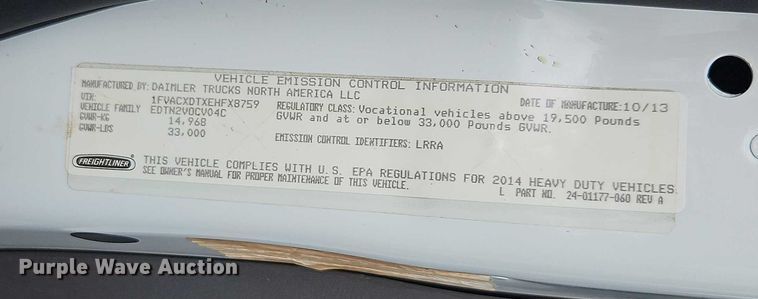 VEHICLE EMISSION CONTROL INFORMATION
MANUFACTURED BY: DAIMLER TRUCKS NORTH AMERICA LLC
DATE OF MANUFACTURE: 10/13
VIN: 1FVACXDTXEHFX8759
VEHICLE FAMILY EDTN2VOCV04C
GVWR-KG 14,968
GVWR-LBS 33,000
REGULATORY CLASS: Vocational vehicles above 19,500 Pounds
GVWR and at or below 33,000 Pounds GVWR.
EMISSION CONTROL IDENTIFIERS: LRRA
FREIGHTLINER
THIS VEHICLE COMPLIES WITH U.S. EPA REGULATIONS FOR 2014 HEAVY DUTY VEHICLES
SEE OWNER'S MANUAL FOR PROPER MAINTENANCE OF THIS VEHICLE.
L PART NO. 24-01177-060 REV A
Purple Wave Auction